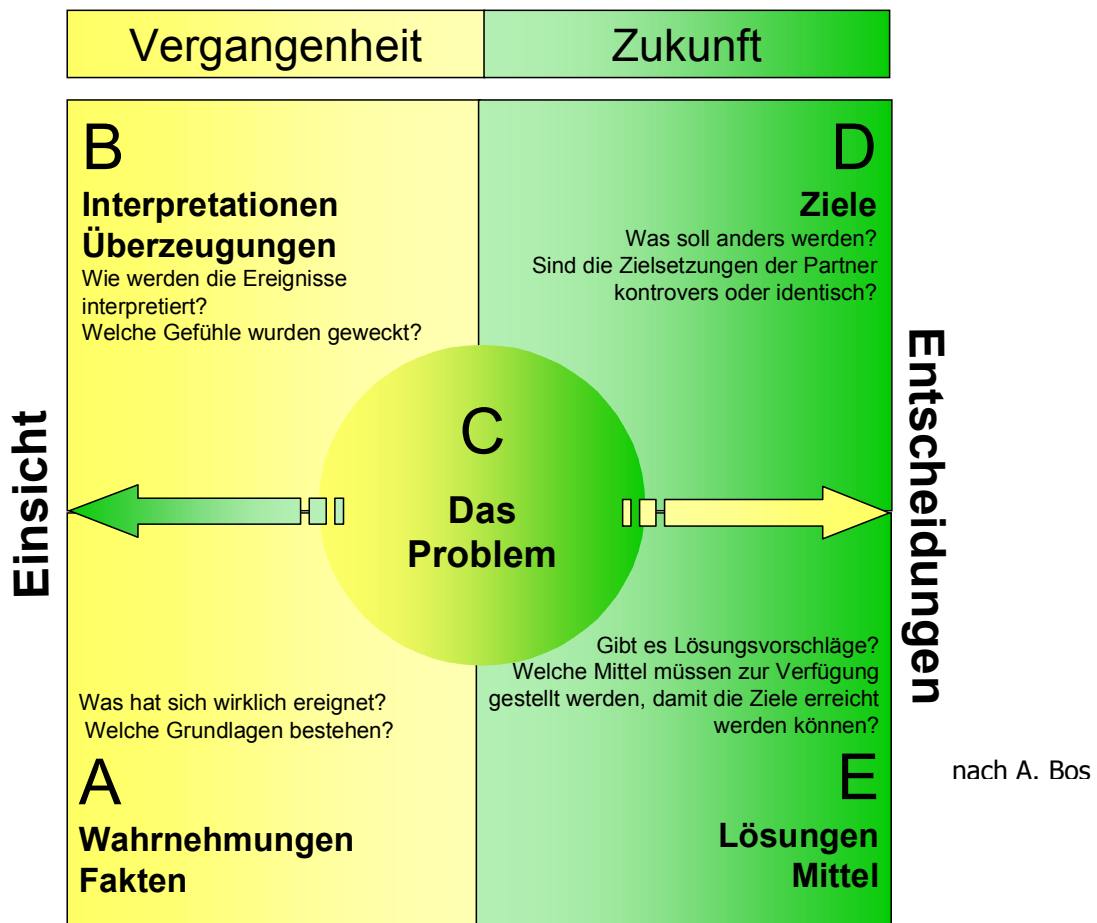 Vergangenheit
Zukunft
B
Interpretationen
Überzeugungen
Wie werden die Ereignisse
interpretiert?
Welche Gefühle wurden geweckt?
D
Ziele
Was soll anders werden?
Sind die Zielsetzungen der Partner
kontrovers oder identisch?
Einsicht
C
Das
Problem
Entscheidungen
Was hat sich wirklich ereignet?
Welche Grundlagen bestehen?
A
Wahrnehmungen
Fakten
Gibt es Lösungsvorschläge?
Welche Mittel müssen zur Verfügung
gestellt werden, damit die Ziele erreicht
werden können?
E
Lösungen
Mittel
nach A. Bos